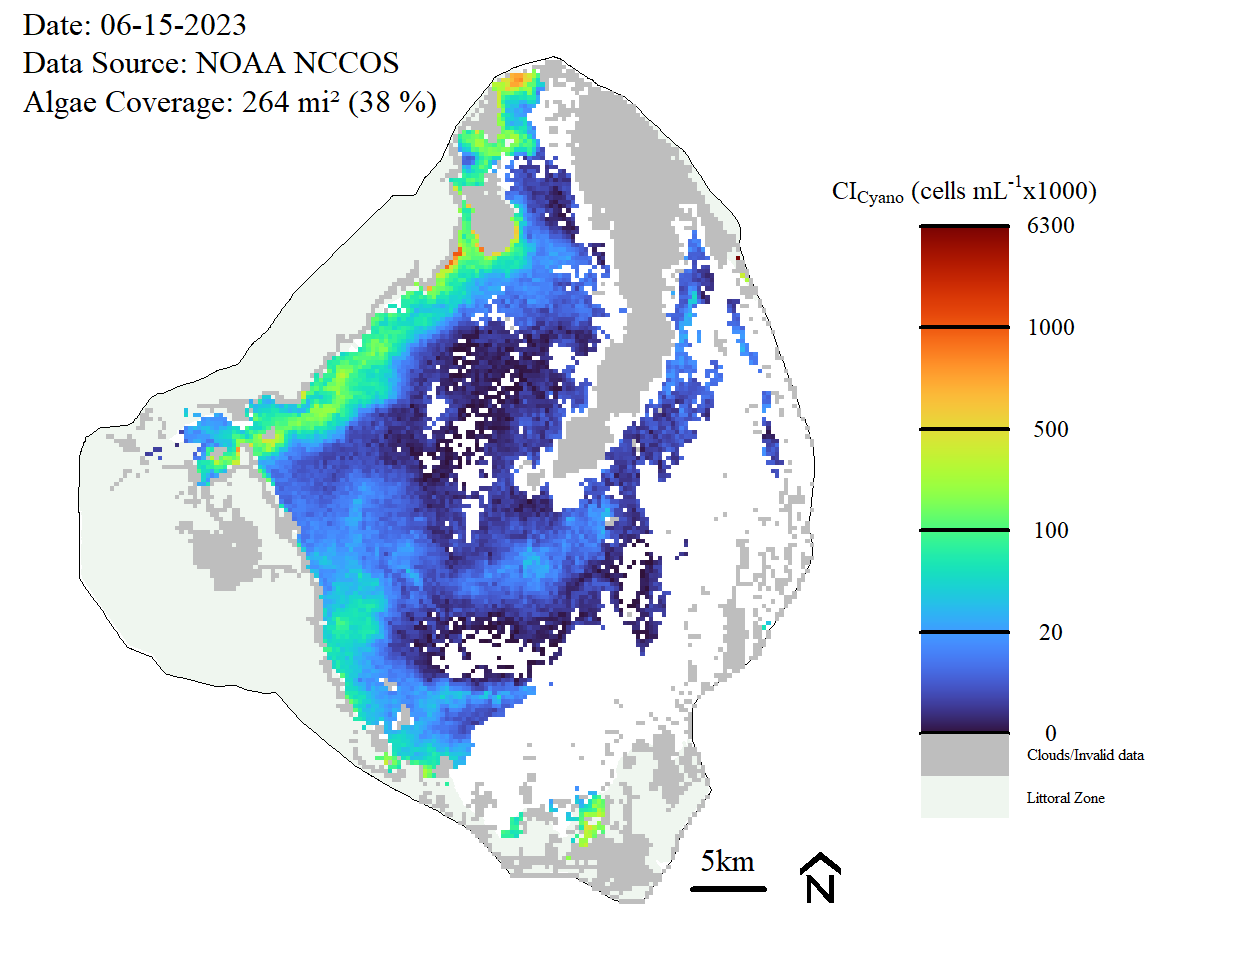 Date: 06-15-2023
Data Source: NOAA NCCOS
Algae Coverage: 264 mi² (38 %)
CICyano (cells mL-1x1000)
6300
1000
500
100
20
0
Clouds/Invalid data
Littoral Zone
5km
N